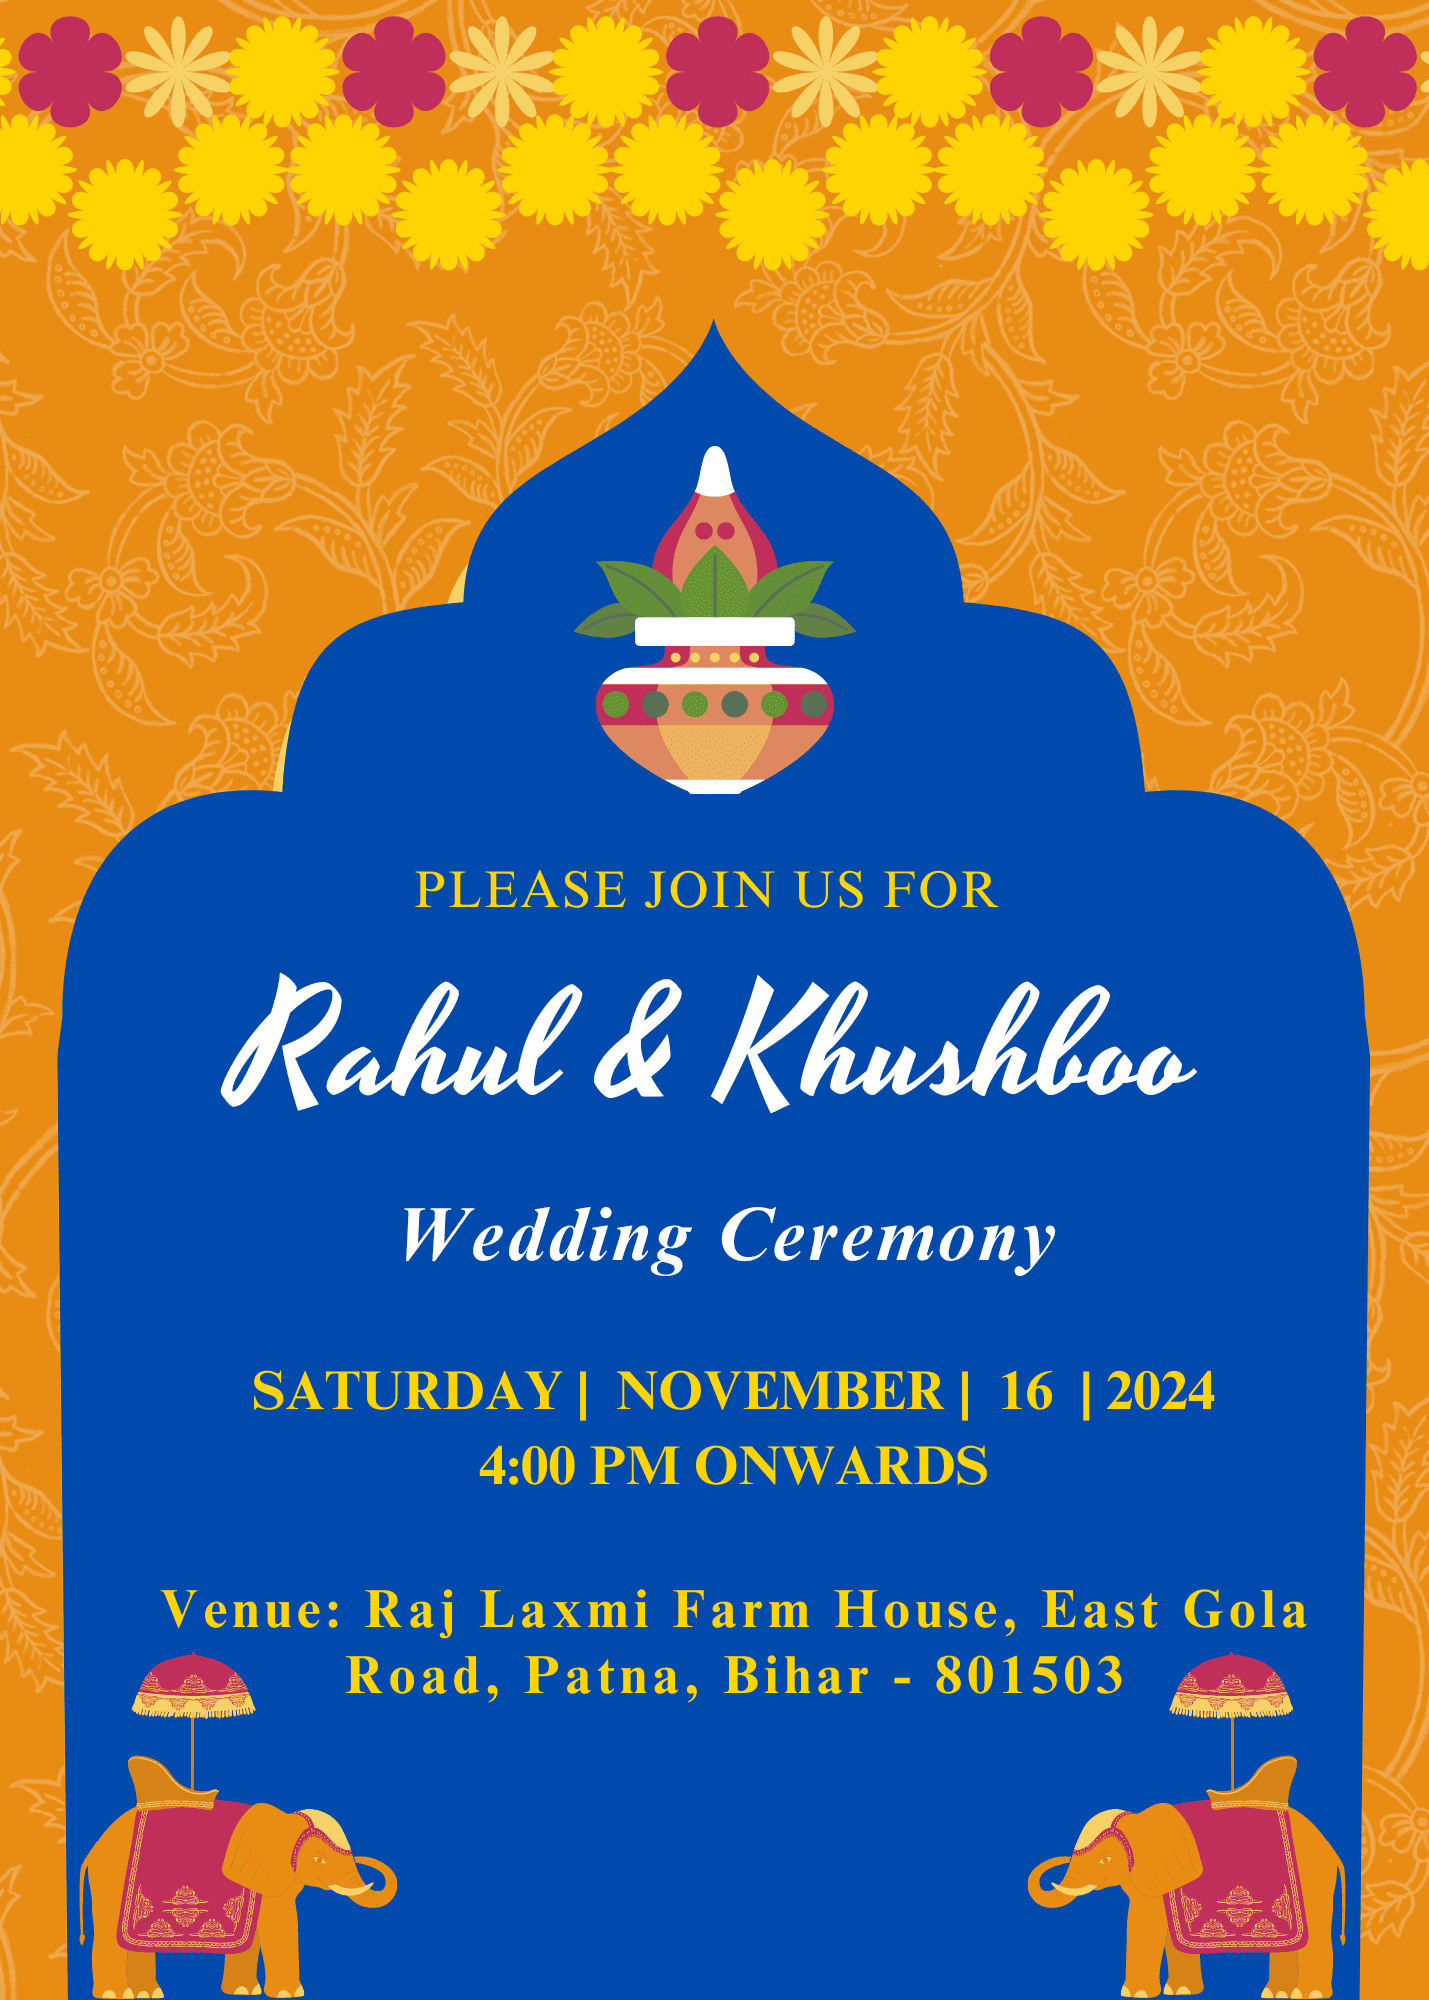 PLEASE JOIN US FOR
Rahul & Khushboo
Wedding Ceremony
SATURDAY | NOVEMBER | 16 | 2024
4:00 PM ONWARDS
Venue: Raj Laxmi Farm House, East Gola
Road, Patna, Bihar - 801503